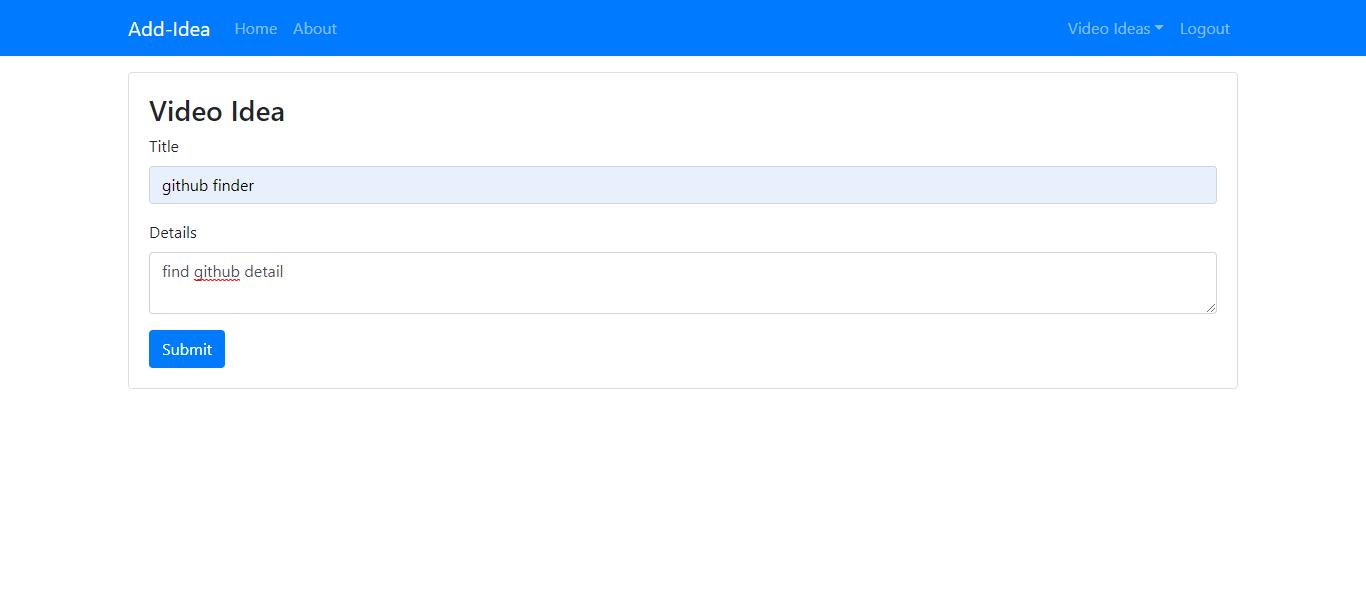 Add-Idea Home About Video Ideas Logout
Video Idea
Title
github finder
Details
find github detail
Submit